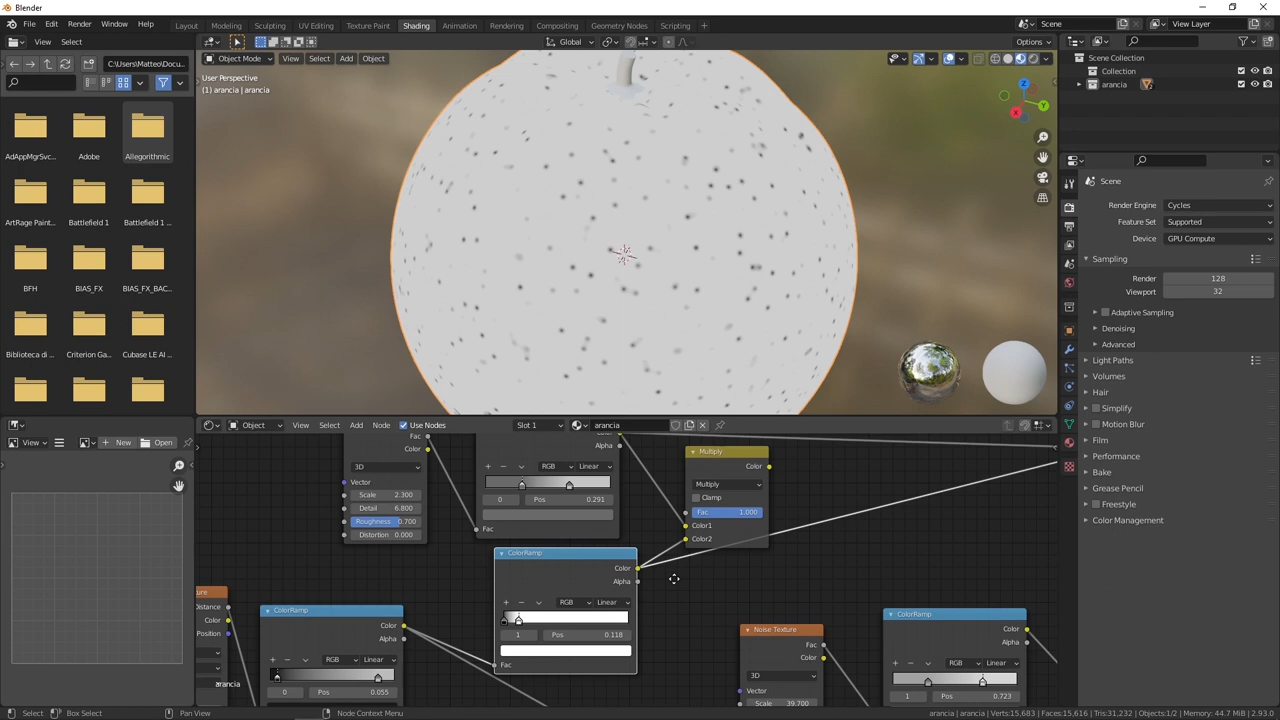 Blender
File Edit Render Window Help Layout Modeling Sculpting UV Editing Texture Paint Shading Animation Rendering Compositing Geometry Nodes Scripting + Scene View Layer
View Select Global Options
C:\Users\Matteo\Docu...
Object Mode View Select Add Object
User Perspective
(1) arancia | arancia
Z
Y
X
AdAppMgrSvc... Adobe Allegorithmic
ArtRage Paint... Battlefield 1 Battlefield 1 ...
BFH BIAS_FX BIAS_FX_BAC...
Biblioteca di ... Criterion Ga... Cubase LE AI ...
Scene Collection
Collection
arancia
Scene
Render Engine Cycles
Feature Set Supported
Device GPU Compute
Sampling
Render 128
Viewport 32
Adaptive Sampling
Denoising
Advanced
Light Paths
Volumes
Hair
Simplify
Motion Blur
Film
Performance
Bake
Grease Pencil
Freestyle
Color Management
Object View Select Add Node Use Nodes Slot 1 arancia
View New Open
Fac
Color
3D
Vector
Scale 2.300
Detail 6.800
Roughness 0.700
Distortion 0.000
Alpha
RGB Linear
0 Pos 0.291
Fac
Multiply
Color
Multiply
Clamp
Fac 1.000
Color1
Color2
ColorRamp
Color
Alpha
RGB Linear
1 Pos 0.118
Fac
ture
Distance
Color
Position
ColorRamp
Color
Alpha
RGB Linear
0 Pos 0.055
arancia
Noise Texture
Fac
Color
3D
Vector
Scale 39.700
ColorRamp
Color
Alpha
RGB Linear
1 Pos 0.723
Select Box Select Pan View Node Context Menu arancia | arancia | Verts:15,683 | Faces:15,616 | Tris:31,232 | Objects:1/2 | Memory: 44.7 MiB | 2.93.0